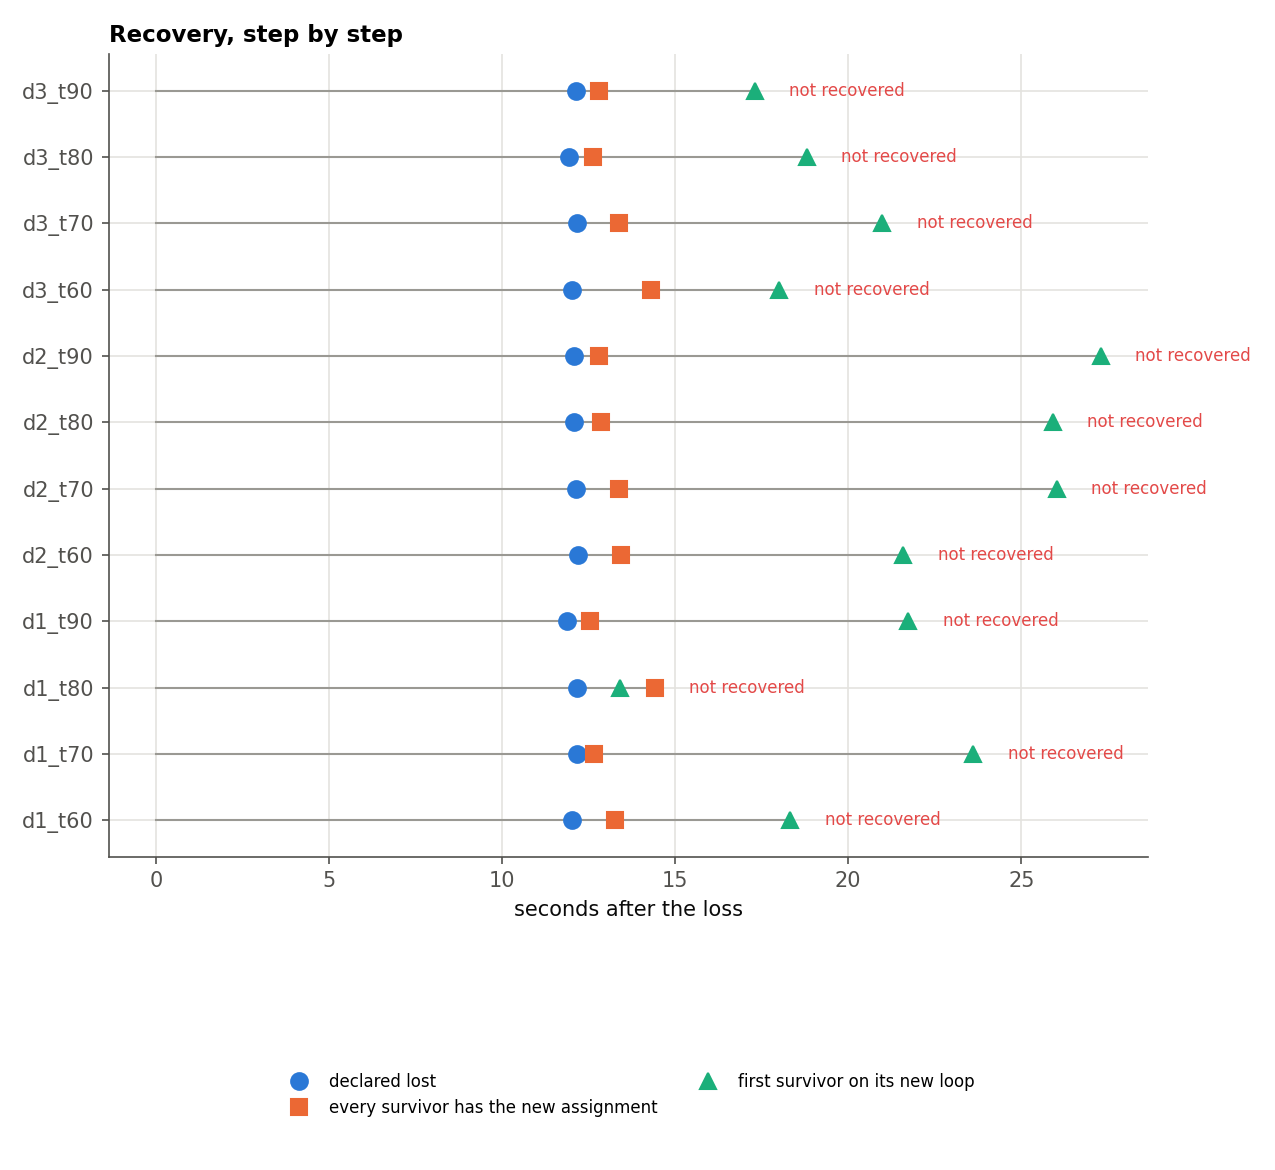 Recovery, step by step
d3_t90 not recovered
d3_t80 not recovered
d3_t70 not recovered
d3_t60 not recovered
d2_t90 not recovered
d2_t80 not recovered
d2_t70 not recovered
d2_t60 not recovered
d1_t90 not recovered
d1_t80 not recovered
d1_t70 not recovered
d1_t60 not recovered
0 5 10 15 20 25
seconds after the loss
declared lost
every survivor has the new assignment
first survivor on its new loop